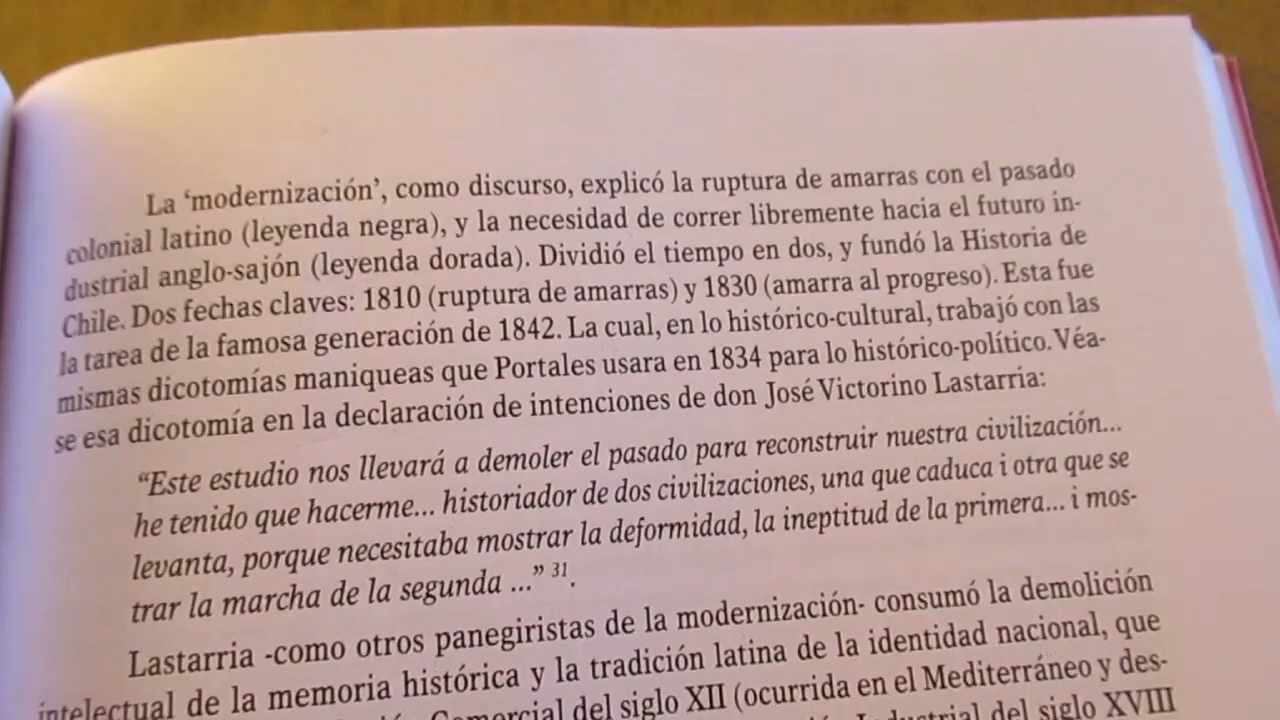 La ‘modernización’, como discurso, explicó la ruptura de amarras con el pasado
colonial latino (leyenda negra), y la necesidad de correr libremente hacia el futuro in-
dustrial anglo-sajón (leyenda dorada). Dividió el tiempo en dos, y fundó la Historia de
Chile. Dos fechas claves: 1810 (ruptura de amarras) y 1830 (amarra al progreso). Esta fue
la tarea de la famosa generación de 1842. La cual, en lo histórico-cultural, trabajó con las
mismas dicotomías maniqueas que Portales usara en 1834 para lo histórico-político. Véa-
se esa dicotomía en la declaración de intenciones de don José Victorino Lastarria:
“Este estudio nos llevará a demoler el pasado para reconstruir nuestra civilización...
he tenido que hacerme... historiador de dos civilizaciones, una que caduca i otra que se
levanta, porque necesitaba mostrar la deformidad, la ineptitud de la primera... i mos-
trar la marcha de la segunda ...” 31.
Lastarria -como otros panegiristas de la modernización- consumó la demolición
intelectual de la memoria histórica y la tradición latina de la identidad nacional, que
Comercial del siglo XII (ocurrida en el Mediterráneo y des-
Industrial del siglo XVIII